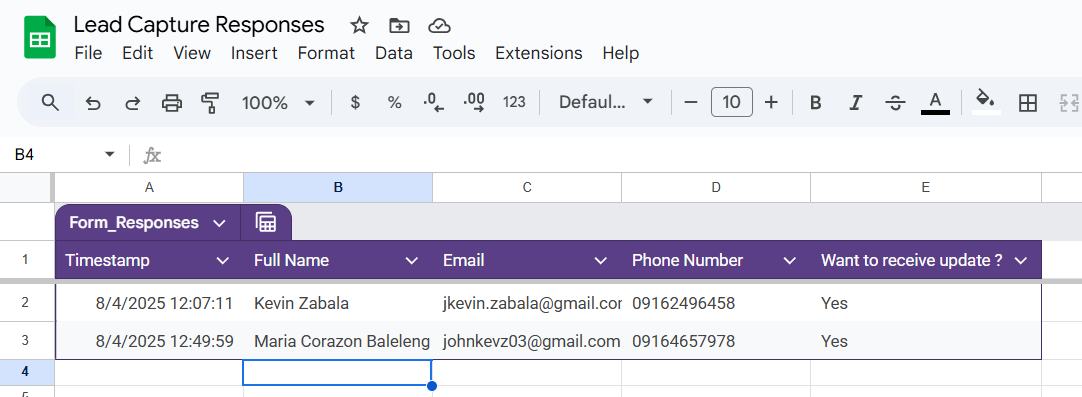 Lead Capture Responses
File Edit View Insert Format Data Tools Extensions Help
100% $ % .0 .00 123 Defaul... 10 B I S A
B4 fx
A B C D E
Form_Responses
1 Timestamp Full Name Email Phone Number Want to receive update ?
2 8/4/2025 12:07:11 Kevin Zabala jkevin.zabala@gmail.cor 09162496458 Yes
3 8/4/2025 12:49:59 Maria Corazon Baleleng johnkevz03@gmail.com 09164657978 Yes
4
5